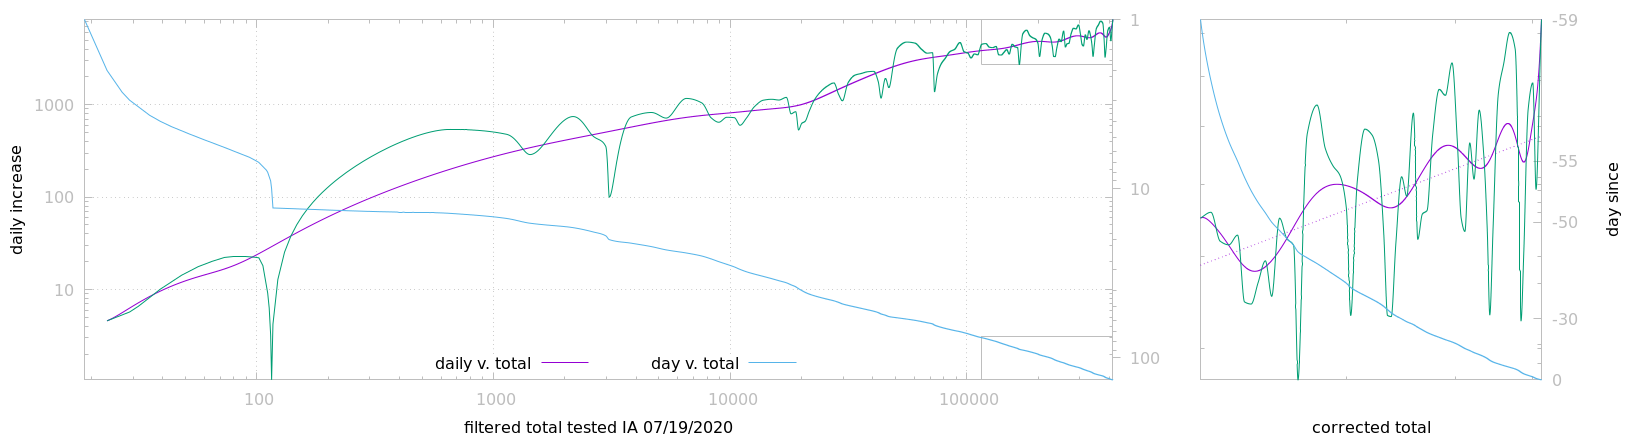 1
-59
1000
daily increase
-55
100
10
day since
-50
10
-30
daily v. total
day v. total
100
0
100
1000
10000
100000
filtered total tested IA 07/19/2020
corrected total